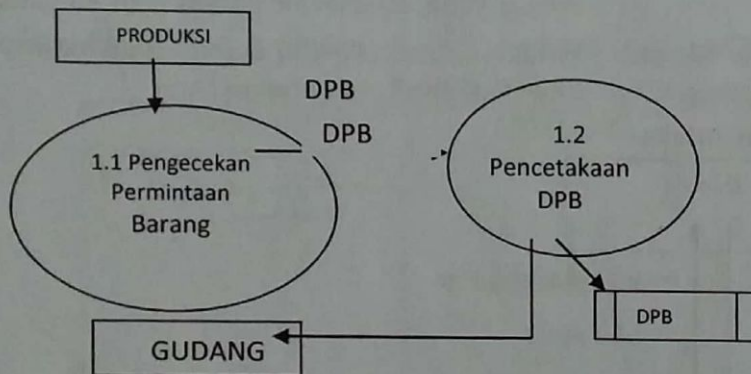 PRODUKSI
DPB
DPB
1.1 Pengecekan
Permintaan
Barang
1.2
Pencetakaan
DPB
DPB
GUDANG